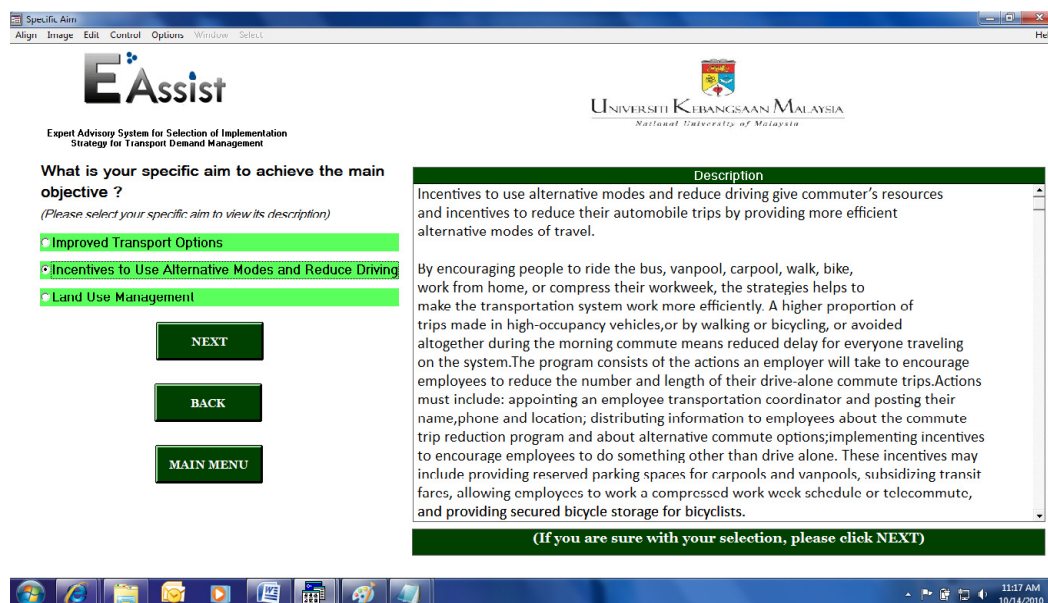 Specific Aim
Align Image Edit Control Options Window Select
Hel
E Assist
Expert Advisory System for Selection of Implementation
Strategy for Transport Demand Management
UNIVERSITI KEBANGSAAN MALAYSIA
National University of Malaysia
What is your specific aim to achieve the main
objective ?
(Please select your specific aim to view its description)
Improved Transport Options
Incentives to Use Alternative Modes and Reduce Driving
Land Use Management
NEXT
BACK
MAIN MENU
Description
Incentives to use alternative modes and reduce driving give commuter's resources
and incentives to reduce their automobile trips by providing more efficient
alternative modes of travel.
By encouraging people to ride the bus, vanpool, carpool, walk, bike,
work from home, or compress their workweek, the strategies helps to
make the transportation system work more efficiently. A higher proportion of
trips made in high-occupancy vehicles,or by walking or bicycling, or avoided
altogether during the morning commute means reduced delay for everyone traveling
on the system.The program consists of the actions an employer will take to encourage
employees to reduce the number and length of their drive-alone commute trips.Actions
must include: appointing an employee transportation coordinator and posting their
name,phone and location; distributing information to employees about the commute
trip reduction program and about alternative commute options;implementing incentives
to encourage employees to do something other than drive alone. These incentives may
include providing reserved parking spaces for carpools and vanpools, subsidizing transit
fares, allowing employees to work a compressed work week schedule or telecommute,
and providing secured bicycle storage for bicyclists.
(If you are sure with your selection, please click NEXT)
11:17 AM
10/14/2010